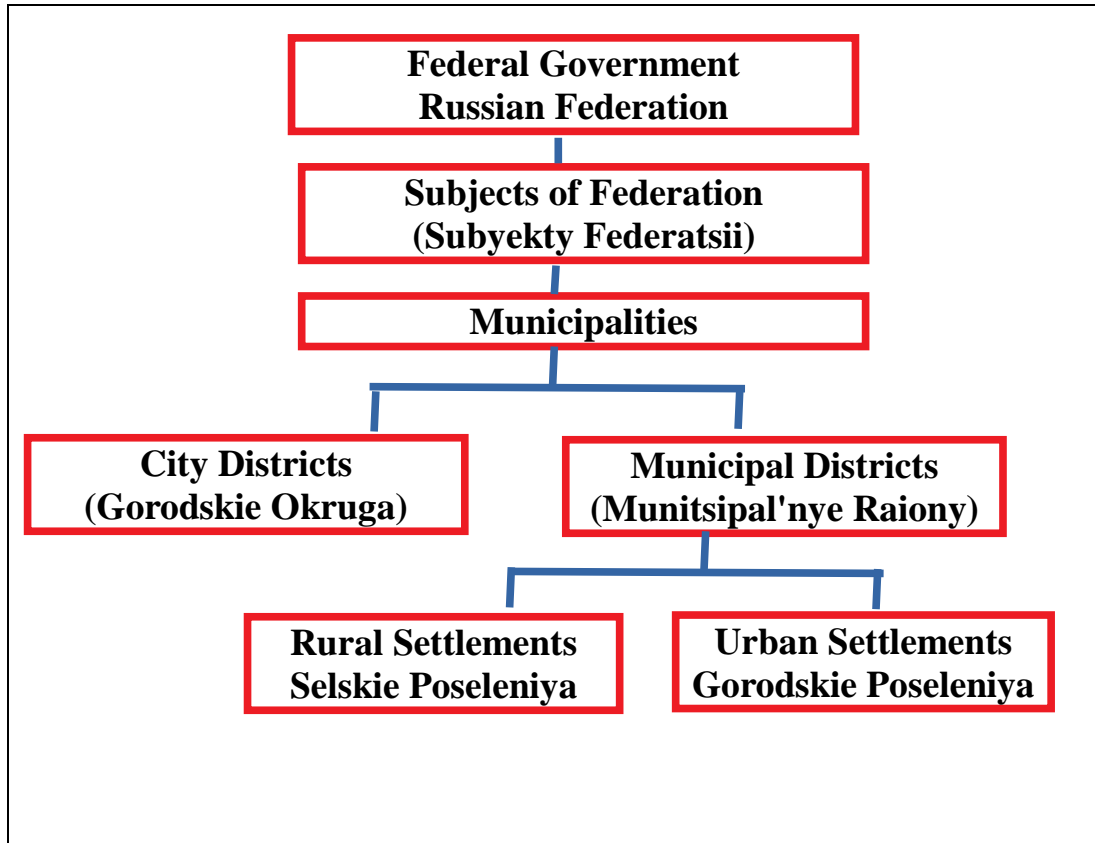 Federal Government
Russian Federation
Subjects of Federation
(Subyekty Federatsii)
Municipalities
City Districts
(Gorodskie Okruga)
Municipal Districts
(Munitsipal'nye Raiony)
Rural Settlements
Selskie Poseleniya
Urban Settlements
Gorodskie Poseleniya